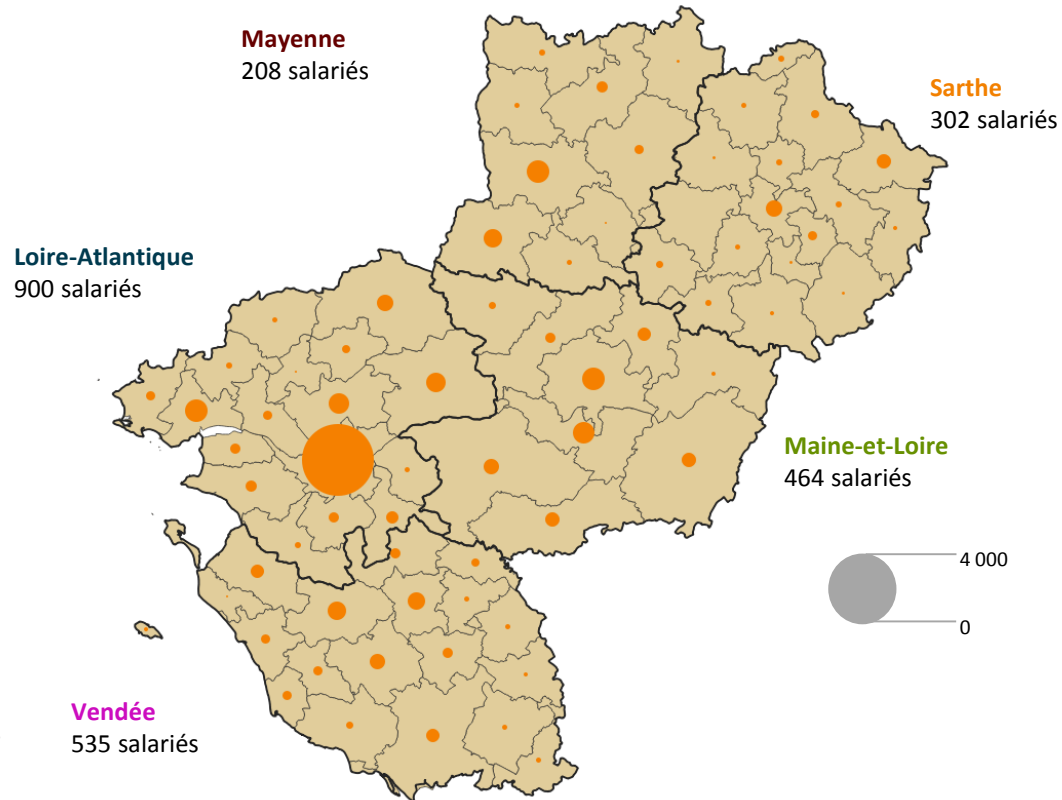 Mayenne
208 salariés
Sarthe
302 salariés
Loire-Atlantique
900 salariés
Maine-et-Loire
464 salariés
4 000
0
Vendée
535 salariés